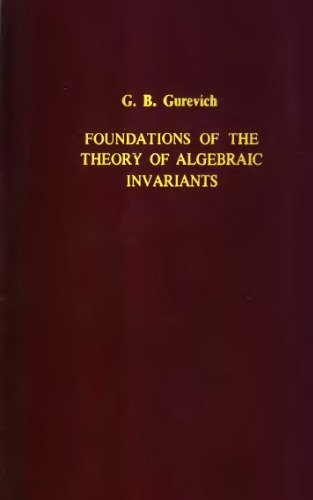 G. B. Gurevich
FOUNDATIONS OF THE
THEORY OF ALGEBRAIC
INVARIANTS